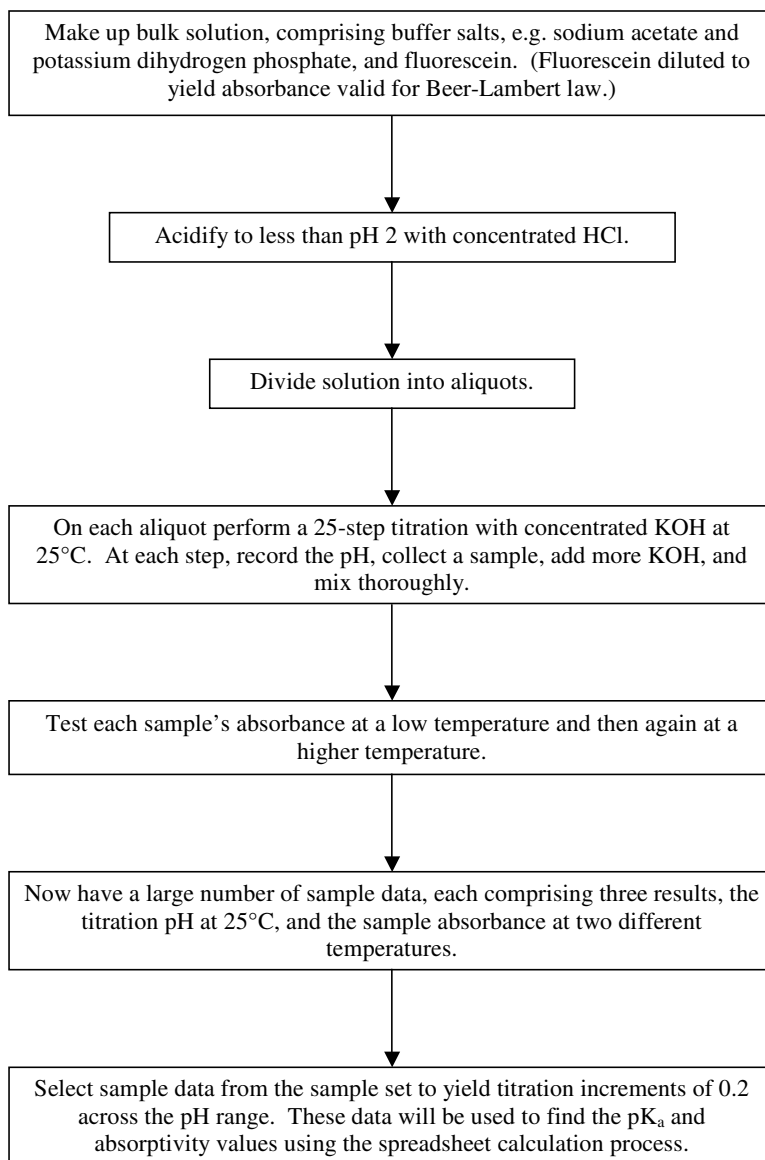 Make up bulk solution, comprising buffer salts, e.g. sodium acetate and
potassium dihydrogen phosphate, and fluorescein.  (Fluorescein diluted to
yield absorbance valid for Beer-Lambert law.)
Acidify to less than pH 2 with concentrated HCl.
Divide solution into aliquots.
On each aliquot perform a 25-step titration with concentrated KOH at
25°C.  At each step, record the pH, collect a sample, add more KOH, and
mix thoroughly.
Test each sample's absorbance at a low temperature and then again at a
higher temperature.
Now have a large number of sample data, each comprising three results, the
titration pH at 25°C, and the sample absorbance at two different
temperatures.
Select sample data from the sample set to yield titration increments of 0.2
across the pH range.  These data will be used to find the pKₐ and
absorptivity values using the spreadsheet calculation process.